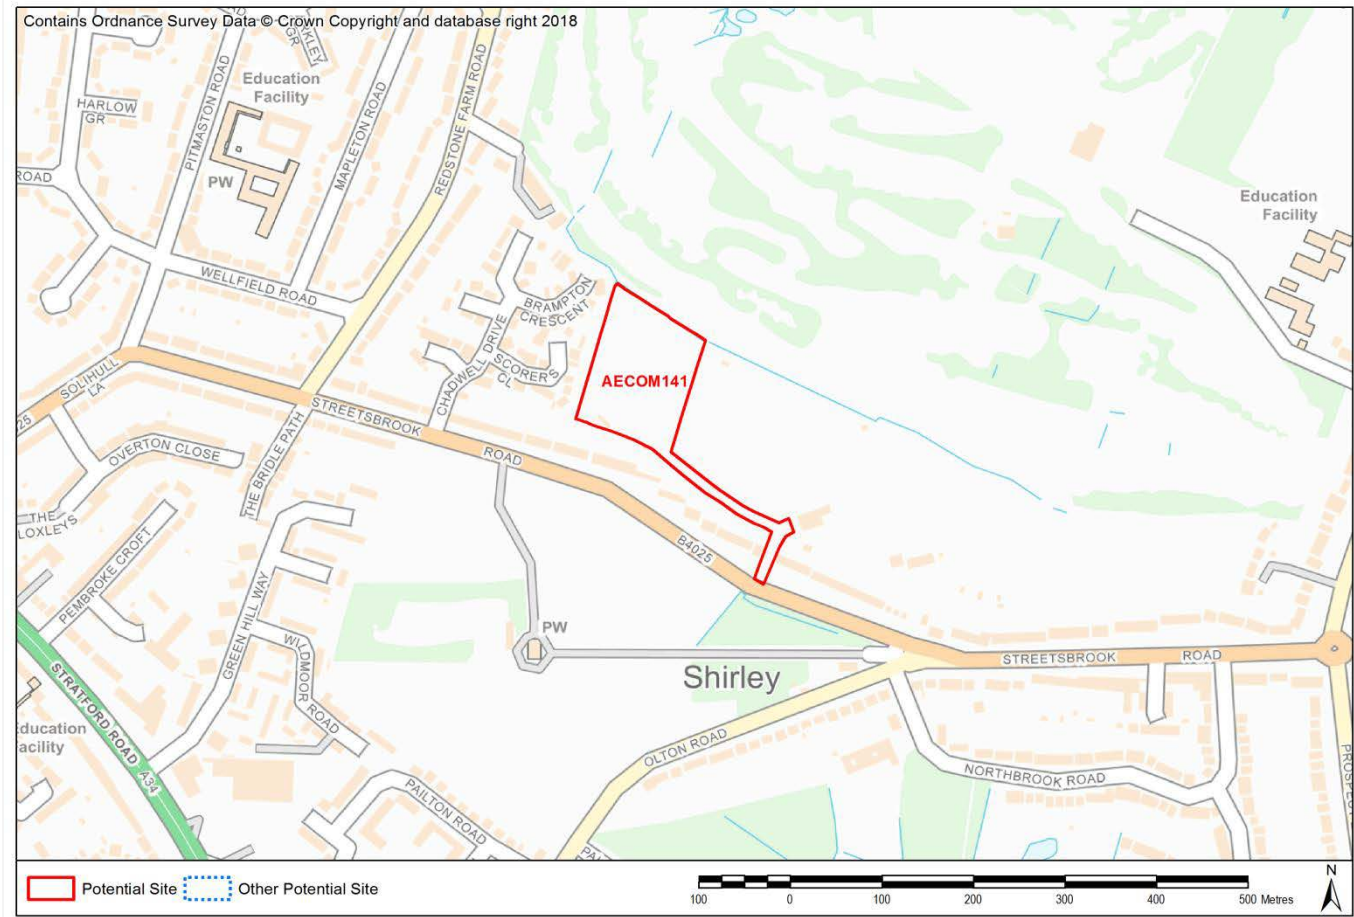 Contains Ordnance Survey Data © Crown Copyright and database right 2018
GR
Education
Facility
HARLOW
GR
PITMASTON ROAD
MAPLETON ROAD
REDSTONE FARM ROAD
ROAD
PW
Education
Facility
WELLFIELD ROAD
BRAMPTON
CRESCENT
CHADWELL DRIVE
SCORERS
CL
AECOM141
SOLIHULL
LA
25
STREETSBROOK
ROAD
OVERTON CLOSE
THE BRIDLE PATH
THE
LOXLEYS
PEMBROKE CROFT
B4025
GREEN HILL WAY
PW
WILDMOOR ROAD
Shirley
STREETSBROOK
ROAD
STRATFORD ROAD A34
Education
acility
OLTON ROAD
NORTHBROOK ROAD
PAILTON ROAD
Potential Site
Other Potential Site
100
0
100
200
300
400
500 Metres
N